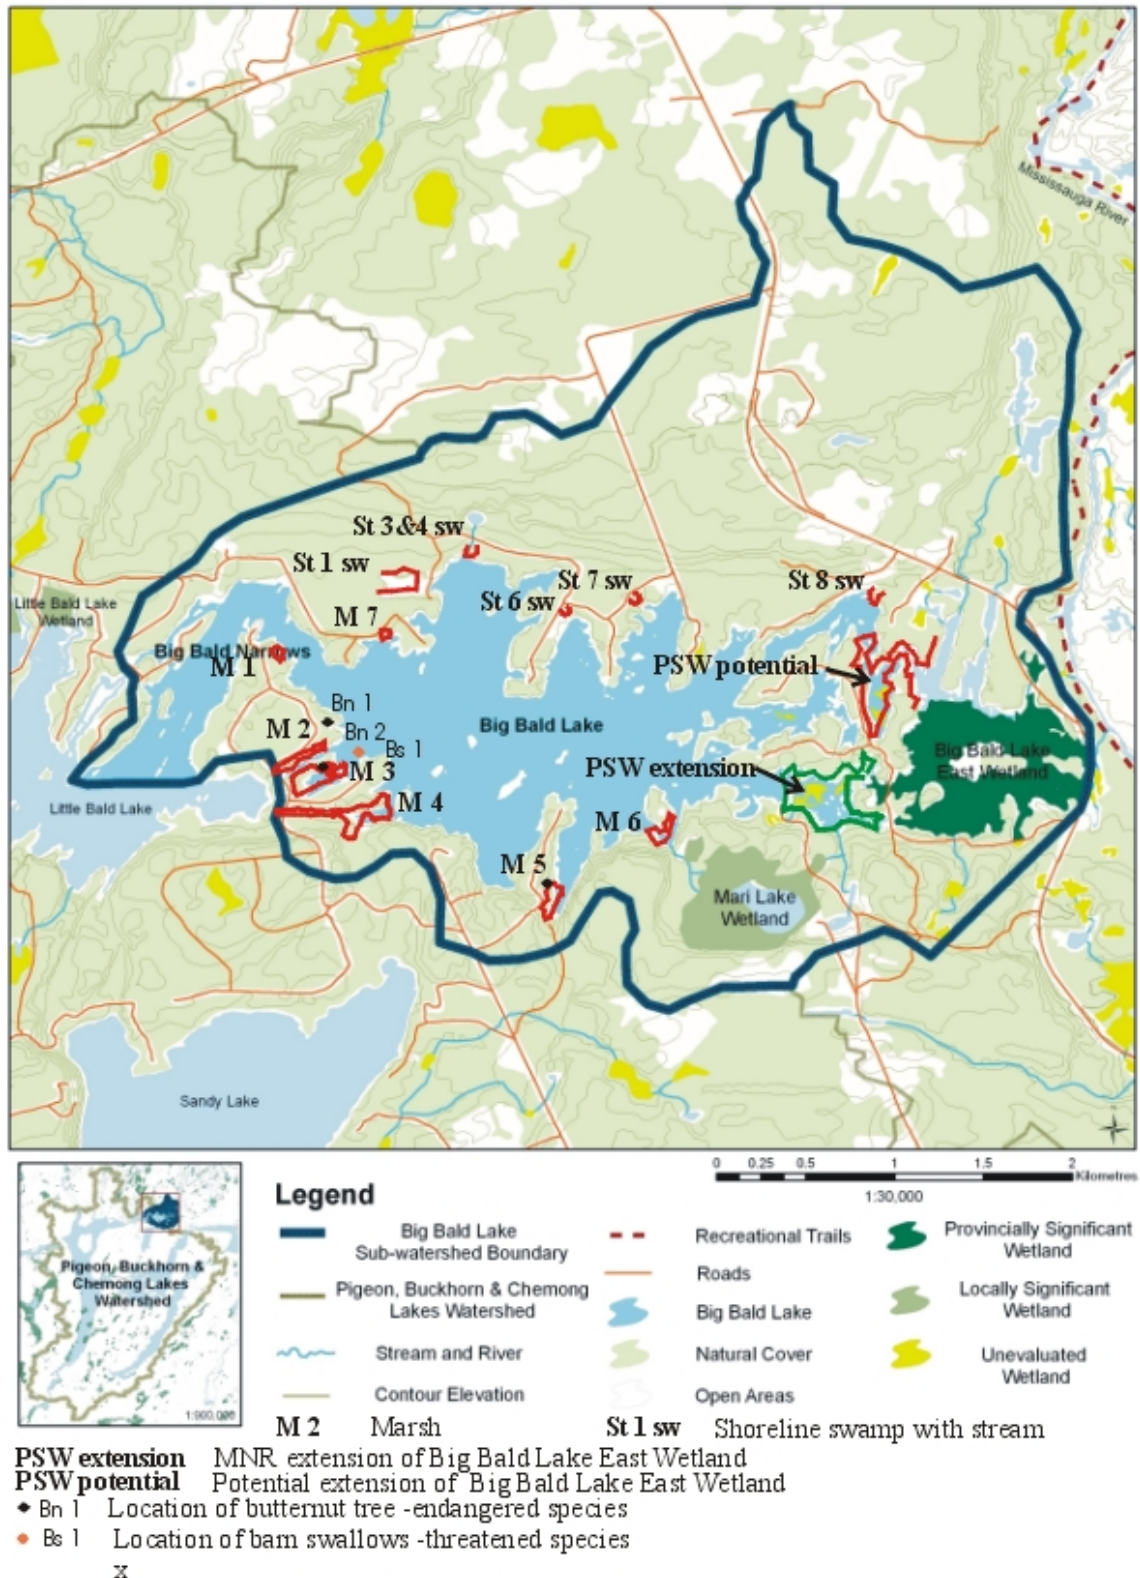 Mississauga River
St 3&4 sw
St 1 sw
St 7 sw
St 8 sw
St 6 sw
Little Bald Lake
Wetland
M 7
Big Bald Narrows
M 1
PSW potential
Bn 1
M 2
Bn 2
Big Bald Lake
Bs 1
Big Bald Lake
East Wetland
M 3
PSW extension
M 4
Little Bald Lake
M 6
M 5
Mari Lake
Wetland
Sandy Lake
0 0.25 0.5 1 1.5 2
Kilometres
1:30,000
Pigeon, Buckhorn &
Chemong Lakes
Watershed
1:900,000
Legend
Big Bald Lake
Sub-watershed Boundary
Pigeon, Buckhorn & Chemong
Lakes Watershed
Stream and River
Contour Elevation
Recreational Trails
Roads
Big Bald Lake
Natural Cover
Open Areas
Provincially Significant
Wetland
Locally Significant
Wetland
Unevaluated
Wetland
M 2 Marsh
St 1 sw Shoreline swamp with stream
PSW extension MNR extension of Big Bald Lake East Wetland
PSW potential Potential extension of Big Bald Lake East Wetland
Bn 1 Location of butternut tree -endangered species
Bs 1 Location of barn swallows -threatened species
x